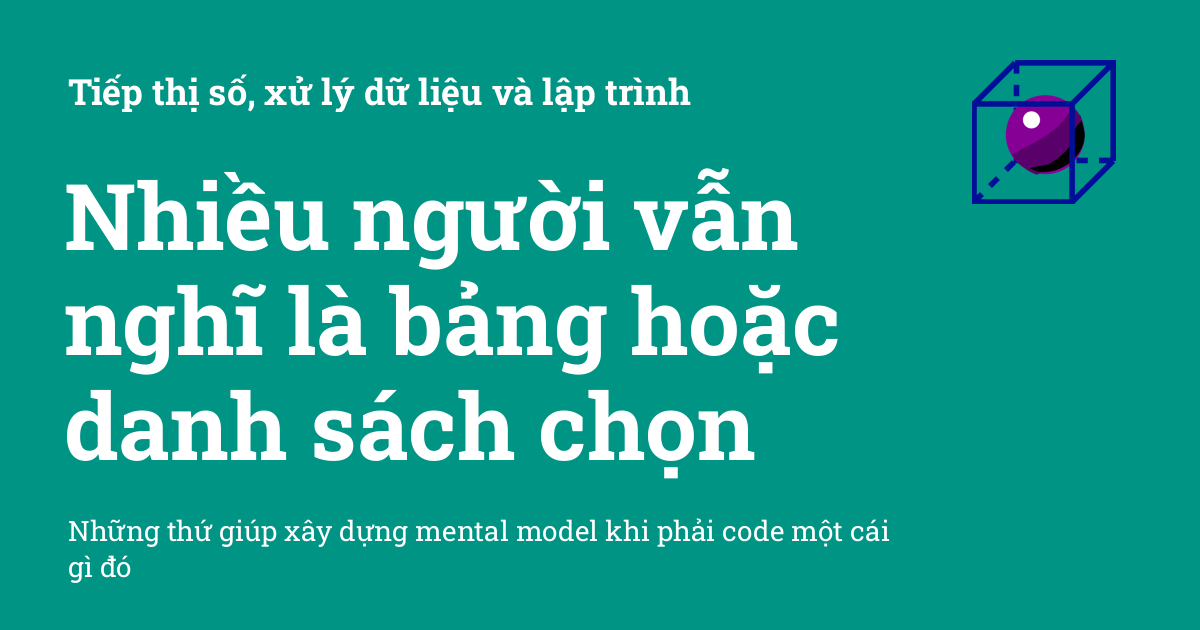 Tiếp thị số, xử lý dữ liệu và lập trình
Nhiều người vẫn
nghĩ là bảng hoặc
danh sách chọn
Những thứ giúp xây dựng mental model khi phải code một cái
gì đó